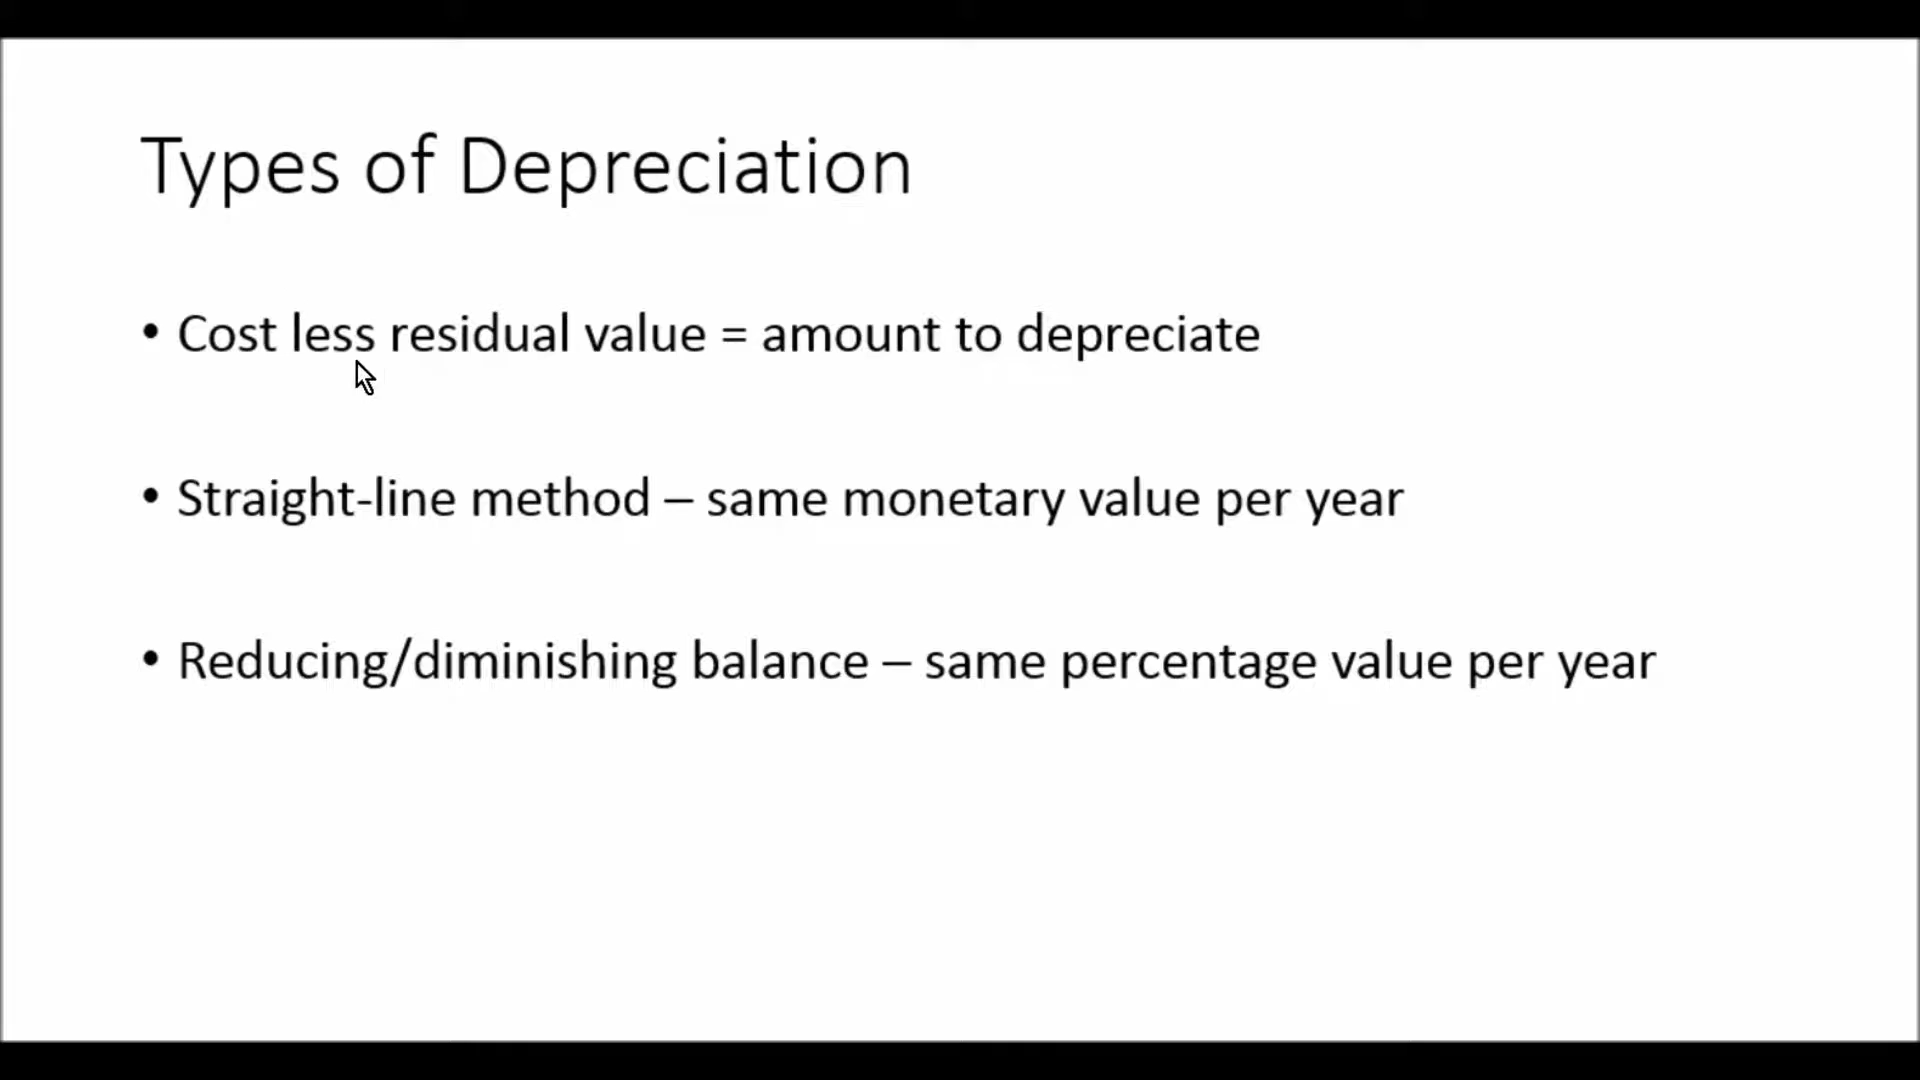 Types of Depreciation
• Cost less residual value = amount to depreciate
• Straight-line method – same monetary value per year
• Reducing/diminishing balance – same percentage value per year